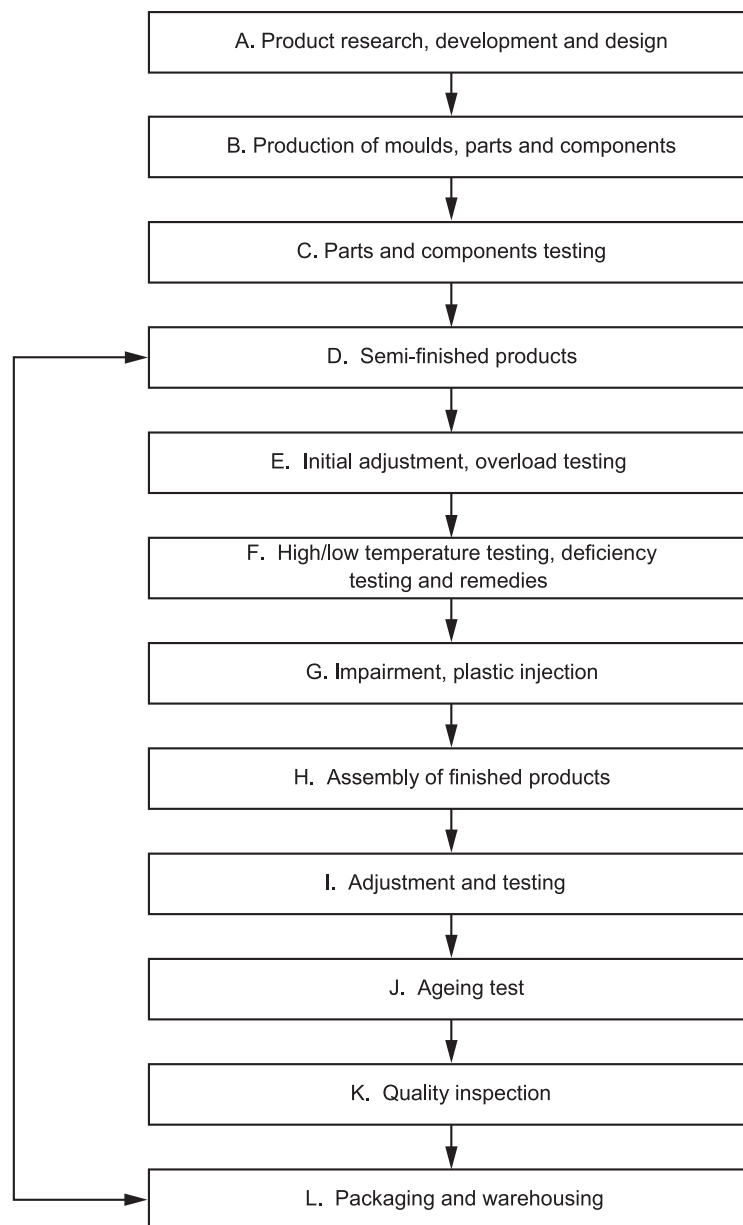 A. Product research, development and design
B. Production of moulds, parts and components
C. Parts and components testing
D. Semi-finished products
E. Initial adjustment, overload testing
F. High/low temperature testing, deficiency
testing and remedies
G. Impairment, plastic injection
H. Assembly of finished products
I. Adjustment and testing
J. Ageing test
K. Quality inspection
L. Packaging and warehousing